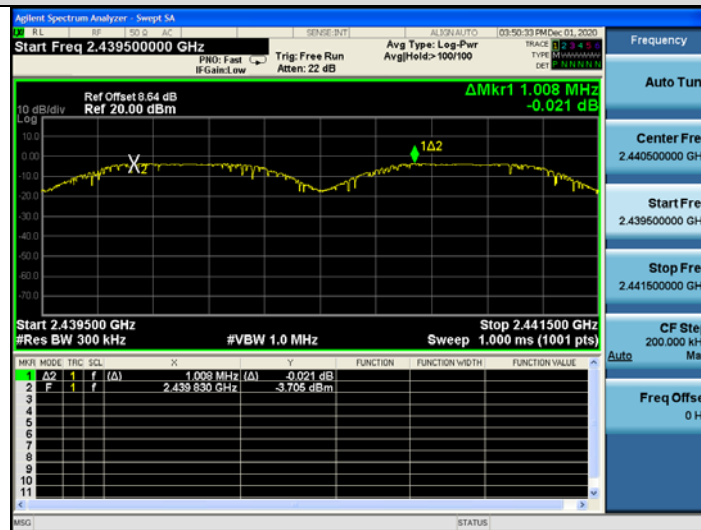 Agilent Spectrum Analyzer - Swept SA
RL RF 50 Ω AC SENSE:INT ALIGNAUTO 03:50:33 PM Dec 01, 2020
Start Freq 2.439500000 GHz
PNO: Fast
IFGain:Low
Trig: Free Run
Atten: 22 dB
Avg Type: Log-Pwr
Avg|Hold:> 100/100
TRACE 1 2 3 4 5 6
TYPE M
DET P N N N N N
ΔMkr1 1.008 MHz
-0.021 dB
Ref Offset 8.64 dB
10 dB/div Ref 20.00 dBm
Log
10.0
0.00
-10.0
-20.0
-30.0
-40.0
-50.0
-60.0
-70.0
X2
1Δ2
Start 2.439500 GHz Stop 2.441500 GHz
#Res BW 300 kHz #VBW 1.0 MHz Sweep 1.000 ms (1001 pts)
MKR MODE TRC SCL X Y FUNCTION FUNCTION WIDTH FUNCTION VALUE
1 Δ2 1 f (Δ) 1.008 MHz (Δ) -0.021 dB
2 F 1 f 2.439 830 GHz -3.705 dBm
3
4
5
6
7
8
9
10
11
MSG STATUS
Frequency
Auto Tun
Center Fre
2.440500000 GH
Start Fre
2.439500000 GH
Stop Fre
2.441500000 GH
CF Ste
200.000 kH
Auto Ma
Freq Offse
0 H